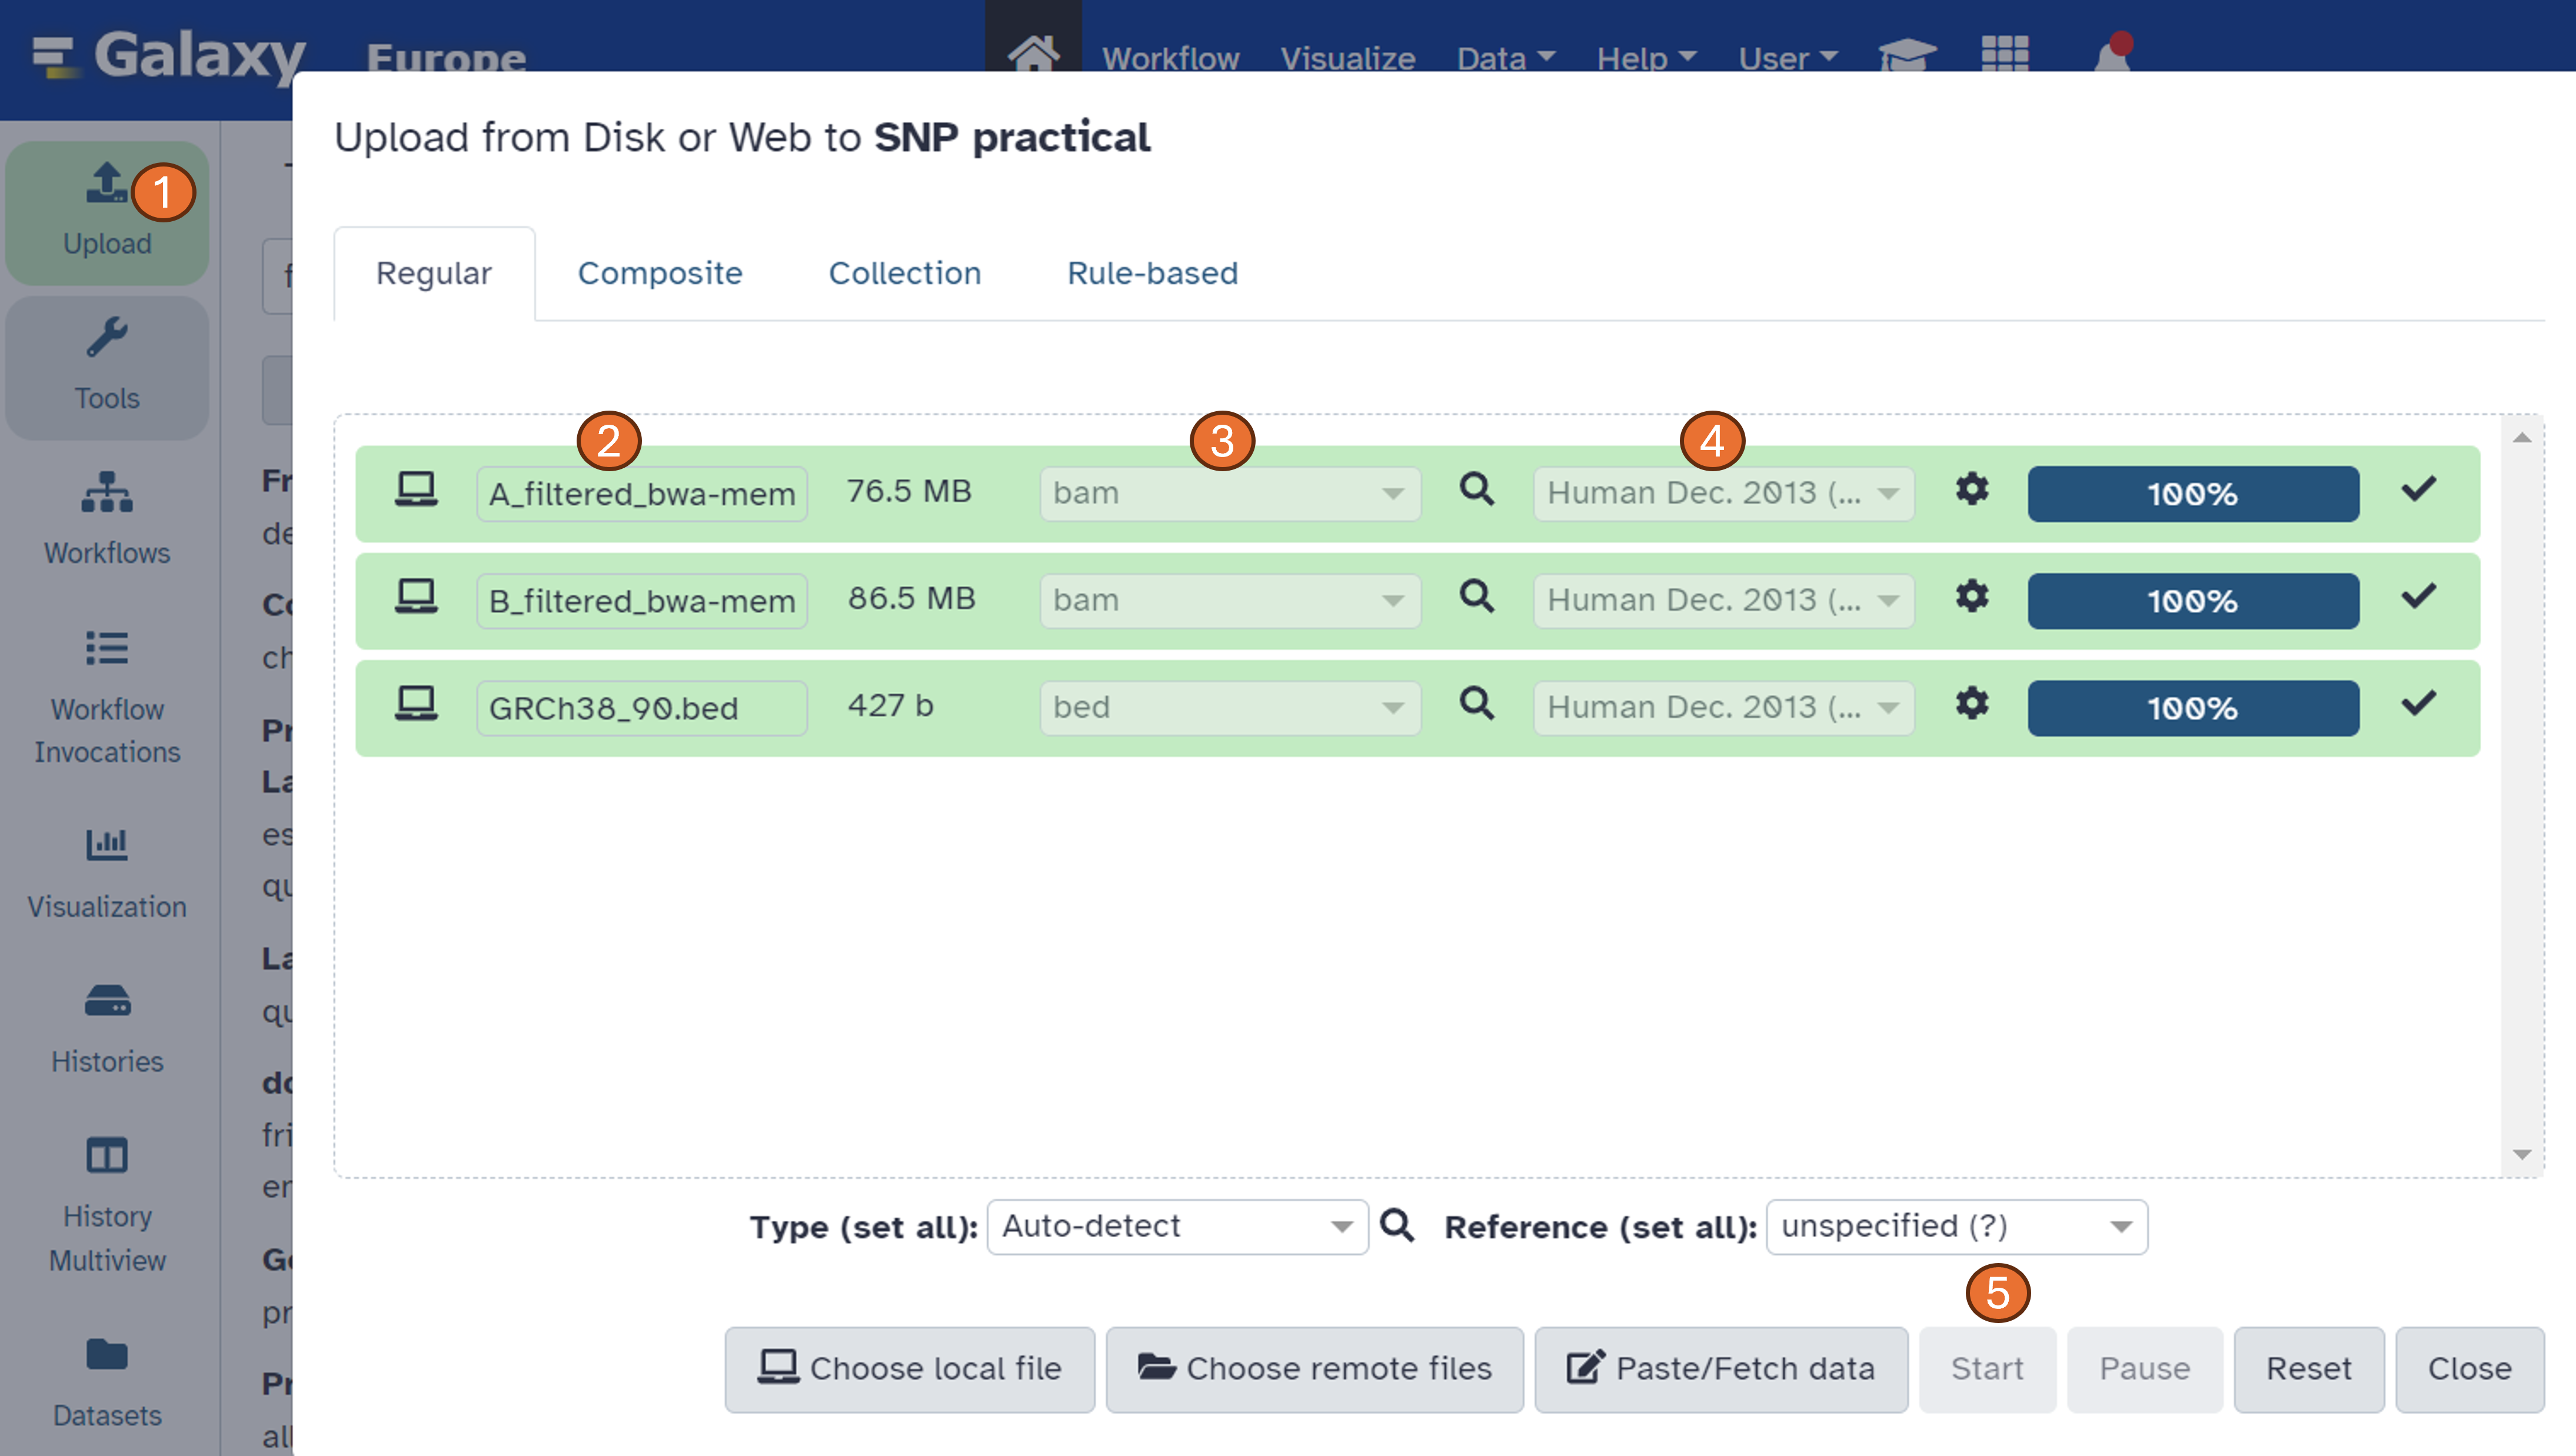 Galaxy Europe
Workflow Visualize Data Help User
Upload from Disk or Web to SNP practical
1
Upload
Regular Composite Collection Rule-based
Tools
2 3 4
A_filtered_bwa-mem 76.5 MB bam Human Dec. 2013 (... 100%
B_filtered_bwa-mem 86.5 MB bam Human Dec. 2013 (... 100%
GRCh38_90.bed 427 b bed Human Dec. 2013 (... 100%
Workflows
Workflow
Invocations
Visualization
Histories
History
Multiview
Datasets
Type (set all): Auto-detect Reference (set all): unspecified (?)
5
Choose local file Choose remote files Paste/Fetch data Start Pause Reset Close